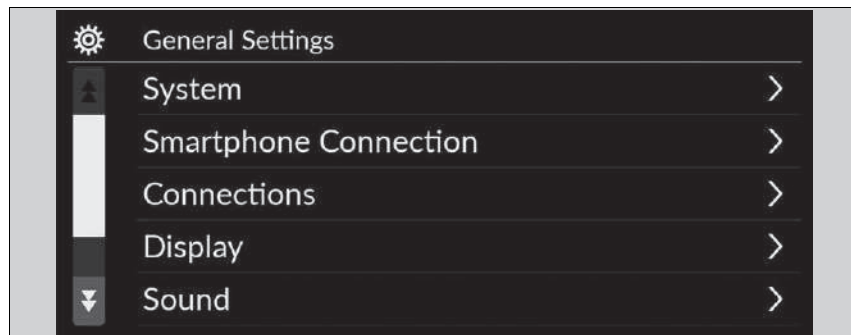 General Settings
System
Smartphone Connection
Connections
Display
Sound